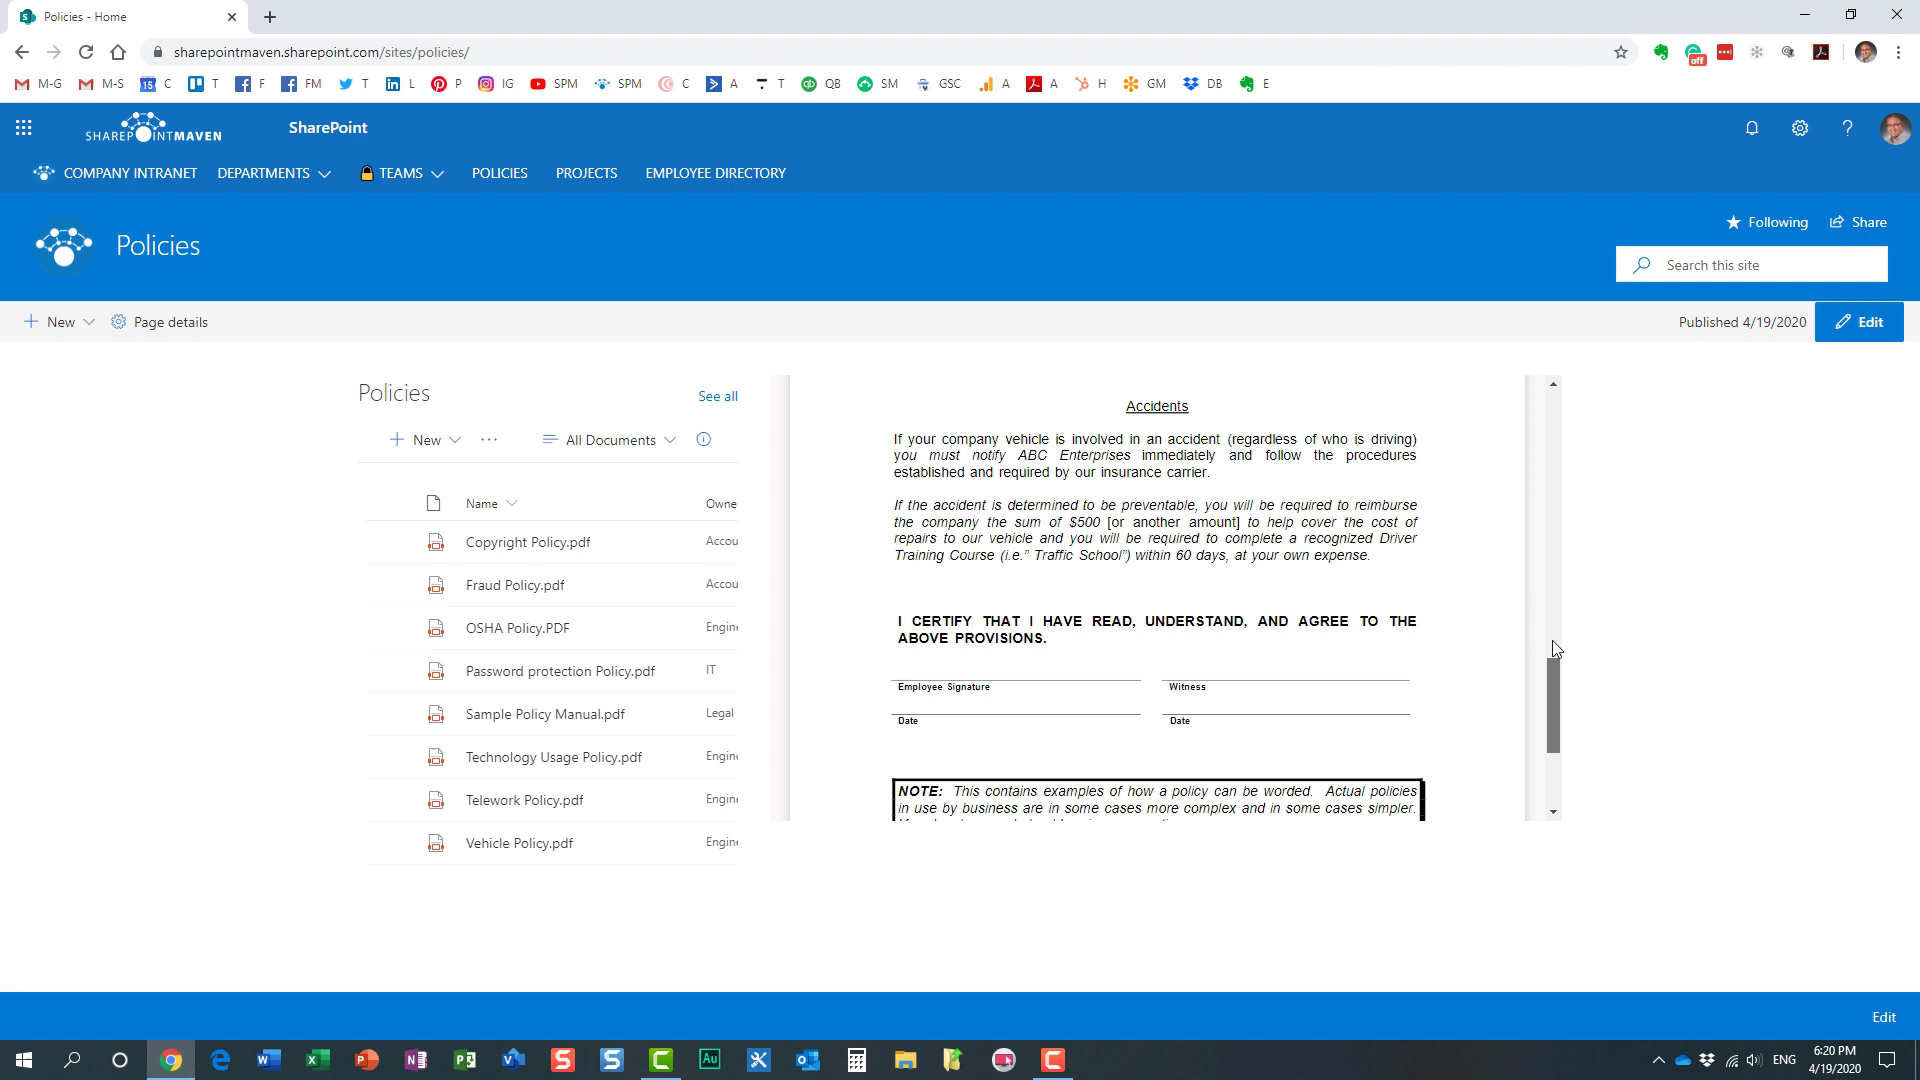 Policies - Home
sharepointmaven.sharepoint.com/sites/policies/
off
M-G M-S 15 C T F FM T L P IG SPM SPM C A T QB SM GSC A A H GM DB E
SHAREPOINTMAVEN SharePoint
COMPANY INTRANET DEPARTMENTS TEAMS POLICIES PROJECTS EMPLOYEE DIRECTORY
Following Share
Policies
Search this site
New Page details Published 4/19/2020 Edit
Policies See all
New ... All Documents
Name Owne
Copyright Policy.pdf Accou
Fraud Policy.pdf Accou
OSHA Policy.PDF Engine
Password protection Policy.pdf IT
Sample Policy Manual.pdf Legal
Technology Usage Policy.pdf Engine
Telework Policy.pdf Engine
Vehicle Policy.pdf Engine
Accidents
If your company vehicle is involved in an accident (regardless of who is driving)
you must notify ABC Enterprises immediately and follow the procedures
established and required by our insurance carrier.
If the accident is determined to be preventable, you will be required to reimburse
the company the sum of $500 [or another amount] to help cover the cost of
repairs to our vehicle and you will be required to complete a recognized Driver
Training Course (i.e.” Traffic School”) within 60 days, at your own expense.
I CERTIFY THAT I HAVE READ, UNDERSTAND, AND AGREE TO THE
ABOVE PROVISIONS.
Employee Signature Witness
Date Date
NOTE: This contains examples of how a policy can be worded. Actual policies
in use by business are in some cases more complex and in some cases simpler.
Edit
ENG
6:20 PM
4/19/2020